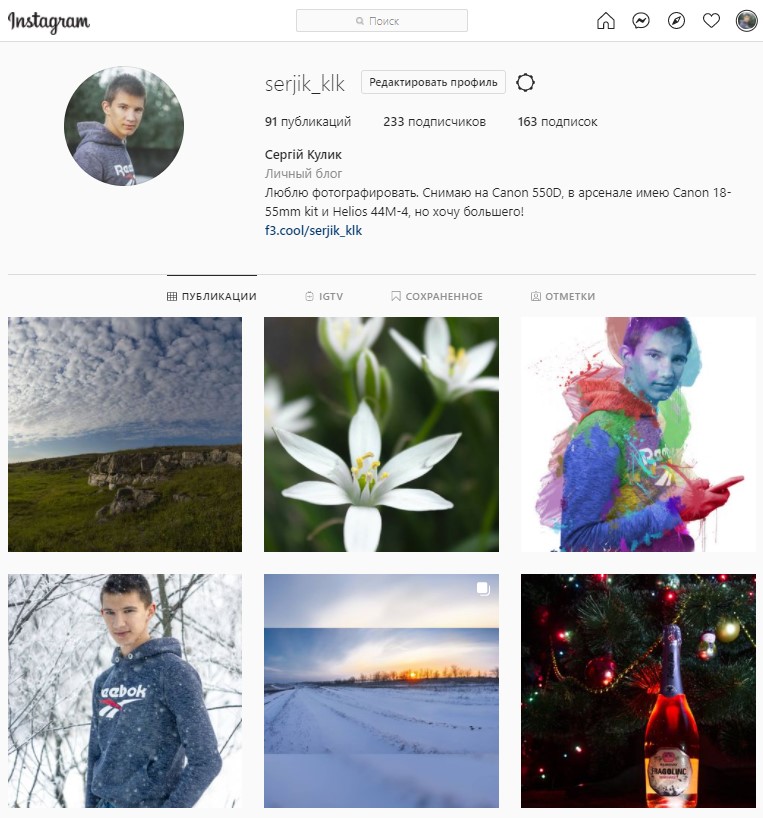 Instagram
Поиск
serjik_klk
Редактировать профиль
91 публикаций 233 подписчиков 163 подписок
Сергій Кулик
Личный блог
Люблю фотографировать. Снимаю на Canon 550D, в арсенале имею Canon 18-
55mm kit и Helios 44M-4, но хочу большего!
f3.cool/serjik_klk
ПУБЛИКАЦИИ IGTV СОХРАНЕННОЕ ОТМЕТКИ
Reebok